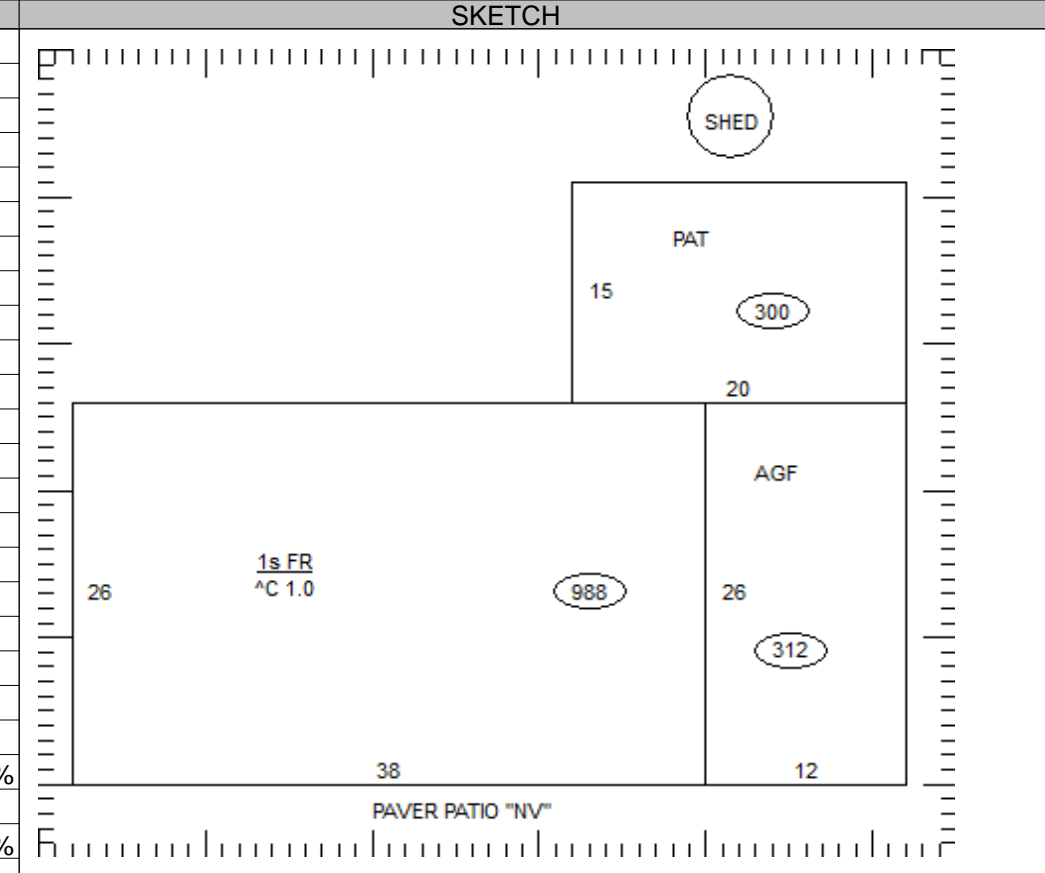 SKETCH
SHED
PAT
15
300
20
AGF
1s FR
^C 1.0
26
988
26
312
38
12
PAVER PATIO "NV"
%
%